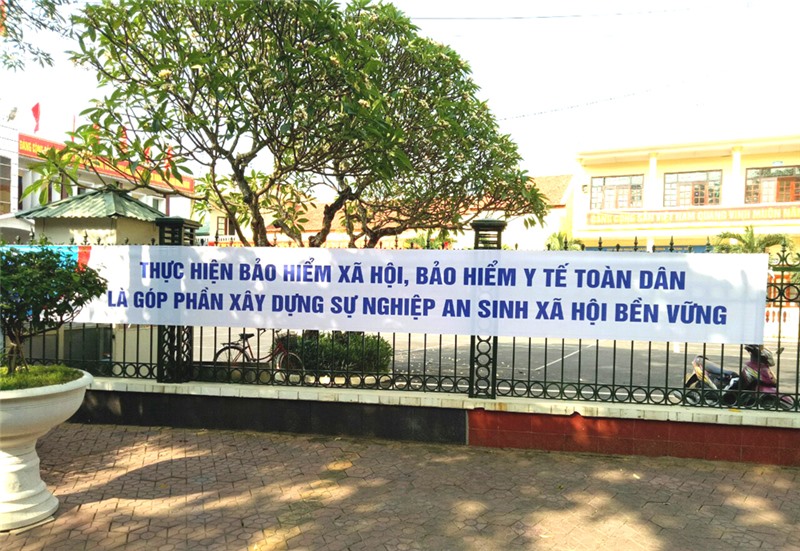 THỰC HIỆN BẢO HIỂM XÃ HỘI, BẢO HIỂM Y TẾ TOÀN DÂN
LÀ GÓP PHẦN XÂY DỰNG SỰ NGHIỆP AN SINH XÃ HỘI BỀN VỮNG